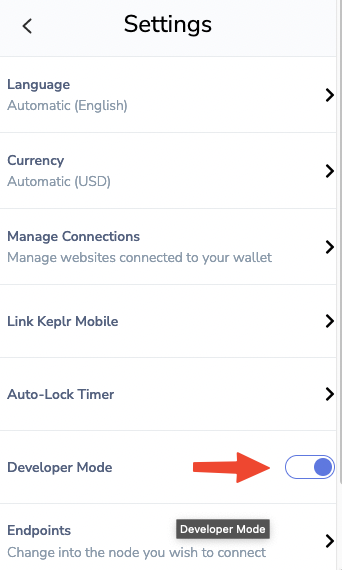 Settings
Language
Automatic (English)
Currency
Automatic (USD)
Manage Connections
Manage websites connected to your wallet
Link Keplr Mobile
Auto-Lock Timer
Developer Mode
Developer Mode
Endpoints
Change into the node you wish to connect